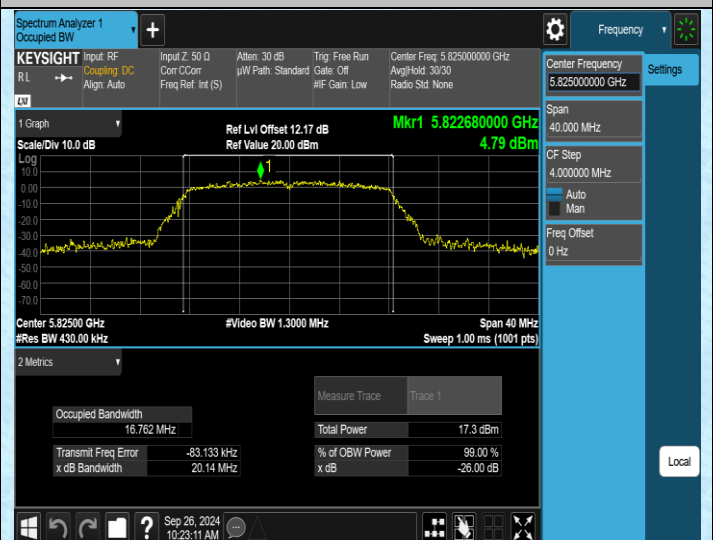 Spectrum Analyzer 1
Occupied BW
+
Frequency
KEYSIGHT
RL
LXI
Input: RF
Coupling: DC
Align: Auto
Input Z: 50 Ω
Corr CCorr
Freq Ref: Int (S)
Atten: 30 dB
µW Path: Standard
Trig: Free Run
Gate: Off
#IF Gain: Low
Center Freq: 5.825000000 GHz
Avg|Hold: 30/30
Radio Std: None
Center Frequency
5.825000000 GHz
Settings
Span
40.000 MHz
CF Step
4.000000 MHz
Auto
Man
Freq Offset
0 Hz
1 Graph
Scale/Div 10.0 dB
Ref Lvl Offset 12.17 dB
Ref Value 20.00 dBm
Mkr1 5.822680000 GHz
4.79 dBm
Log
10.0
0.00
-10.0
-20.0
-30.0
-40.0
-50.0
-60.0
-70.0
1
Center 5.82500 GHz
#Res BW 430.00 kHz
#Video BW 1.3000 MHz
Span 40 MHz
Sweep 1.00 ms (1001 pts)
2 Metrics
Measure Trace
Trace 1
Occupied Bandwidth
16.762 MHz
Total Power
17.3 dBm
Transmit Freq Error
-83.133 kHz
% of OBW Power
99.00 %
x dB Bandwidth
20.14 MHz
x dB
-26.00 dB
Local
?
Sep 26, 2024
10:23:11 AM